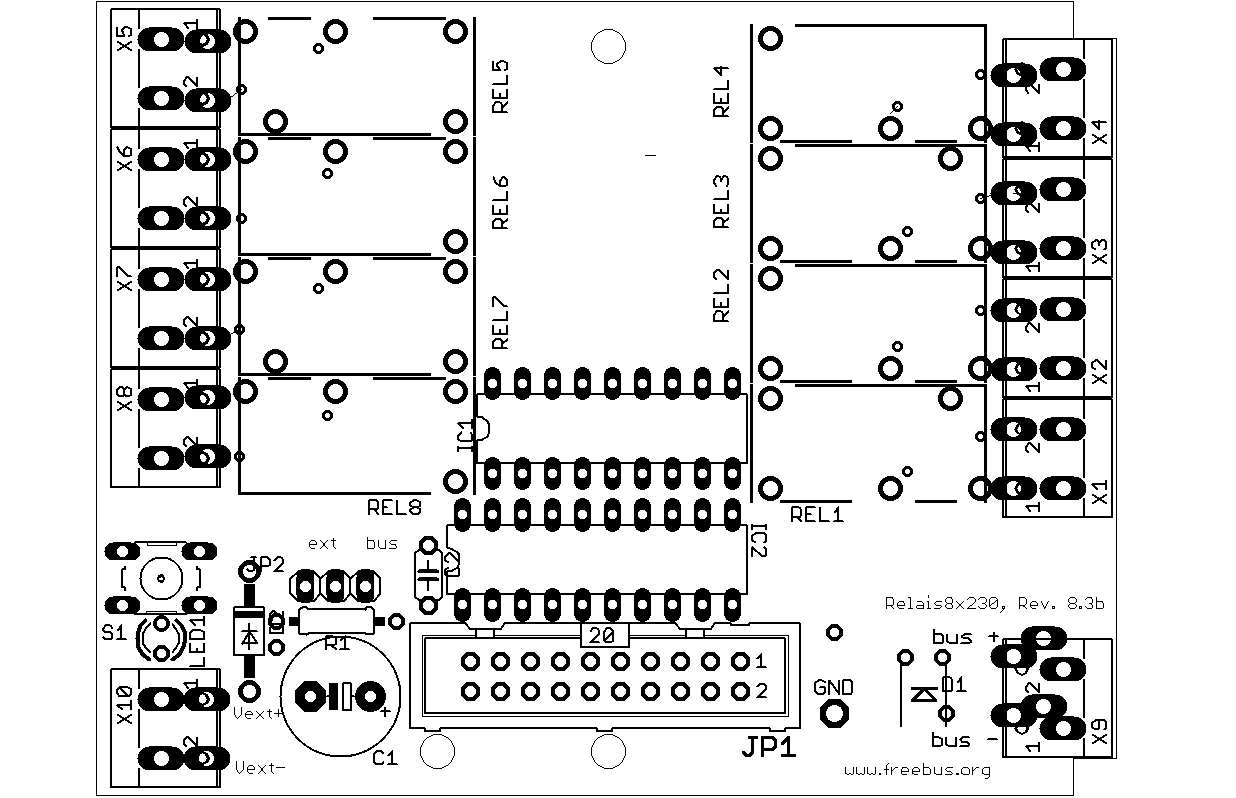 X5
1
2
REL5
REL4
2
1
X4
X6
1
2
REL6
REL3
2
1
X3
X7
1
2
REL7
REL2
2
1
X2
X8
1
2
IC1
REL8
REL1
2
1
X1
ext bus
JP2
C2
IC2
Relais8x230, Rev. 8.3b
S1
LED1
R1
20
1
2
bus +
GND
D1
2
1
X9
X10
1
2
Vext+
+
C1
JP1
bus -
Vext-
www.freebus.org